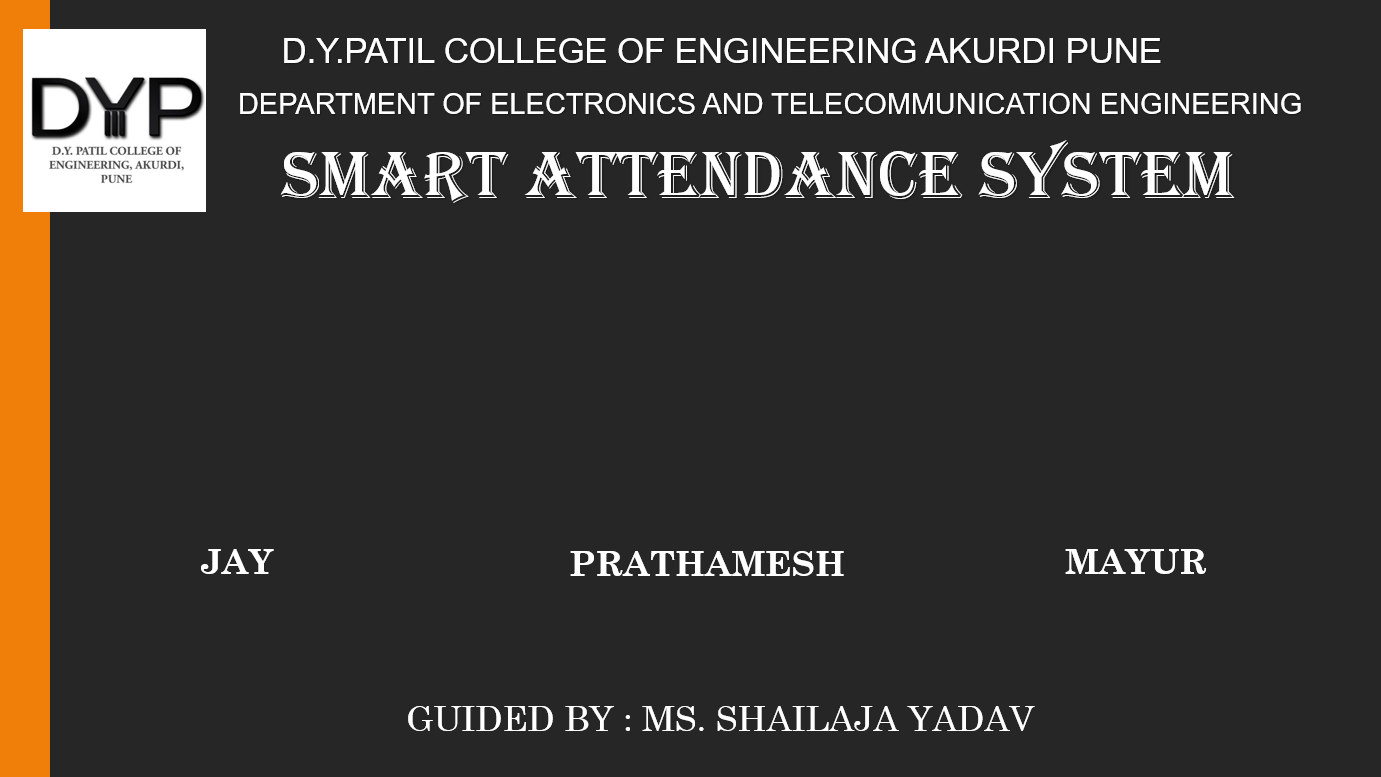 D.Y.PATIL COLLEGE OF ENGINEERING AKURDI PUNE
DEPARTMENT OF ELECTRONICS AND TELECOMMUNICATION ENGINEERING
DYP
D.Y. PATIL COLLEGE OF
ENGINEERING, AKURDI,
PUNE
SMART ATTENDANCE SYSTEM
JAY
PRATHAMESH
MAYUR
GUIDED BY : MS. SHAILAJA YADAV